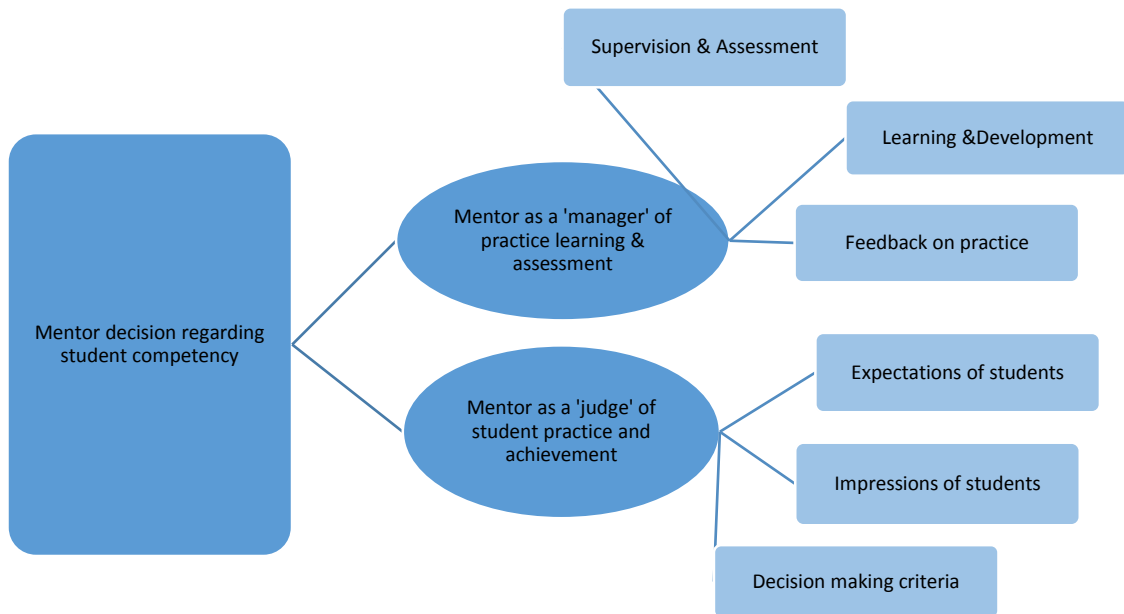 Supervision & Assessment
Learning &Development
Mentor as a 'manager' of
practice learning &
assessment
Feedback on practice
Mentor decision regarding
student competency
Expectations of students
Mentor as a 'judge' of
student practice and
achievement
Impressions of students
Decision making criteria